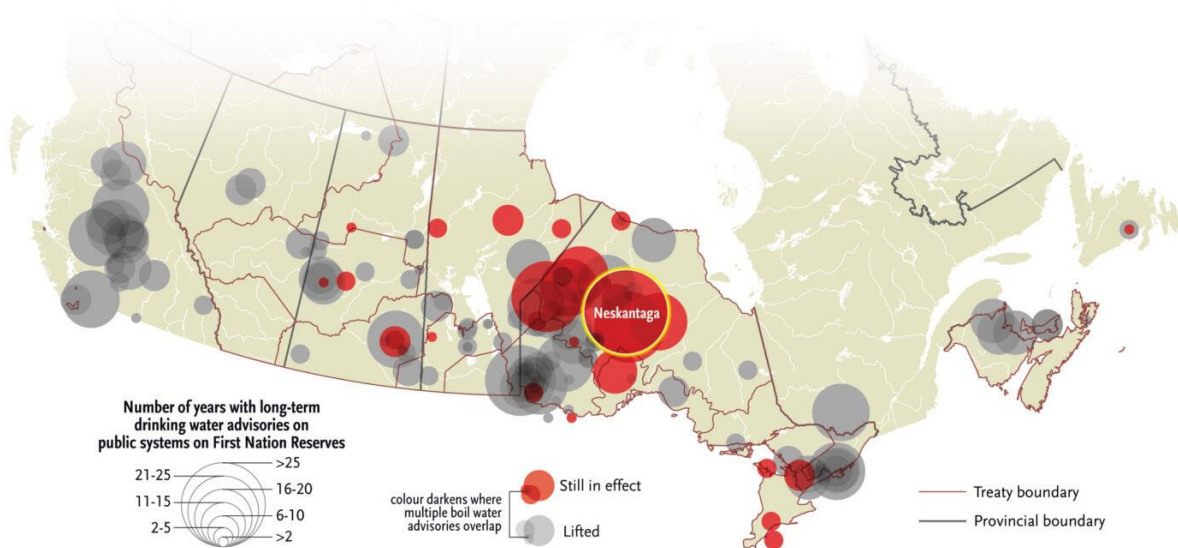 Neskantaga
Number of years with long-term
drinking water advisories on
public systems on First Nation Reserves
>25
21-25
16-20
11-15
6-10
2-5
>2
colour darkens where
multiple boil water
advisories overlap
Still in effect
Lifted
Treaty boundary
Provincial boundary